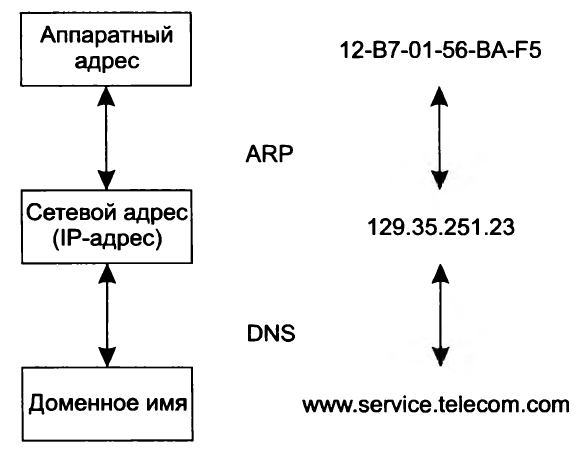 Аппаратный
адрес
12-B7-01-56-BA-F5
ARP
Сетевой адрес
(IP-адрес)
129.35.251.23
DNS
Доменное имя
www.service.telecom.com